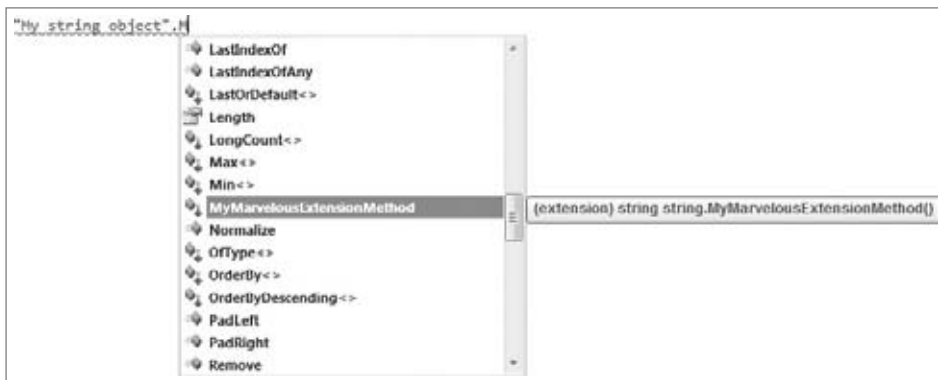 "My string object".M
LastIndexOf
LastIndexOfAny
LastOrDefault<>
Length
LongCount<>
Max<>
Min<>
MyMarvelousExtensionMethod
(extension) string string.MyMarvelousExtensionMethod()
Normalize
OfType<>
OrderBy<>
OrderByDescending<>
PadLeft
PadRight
Remove